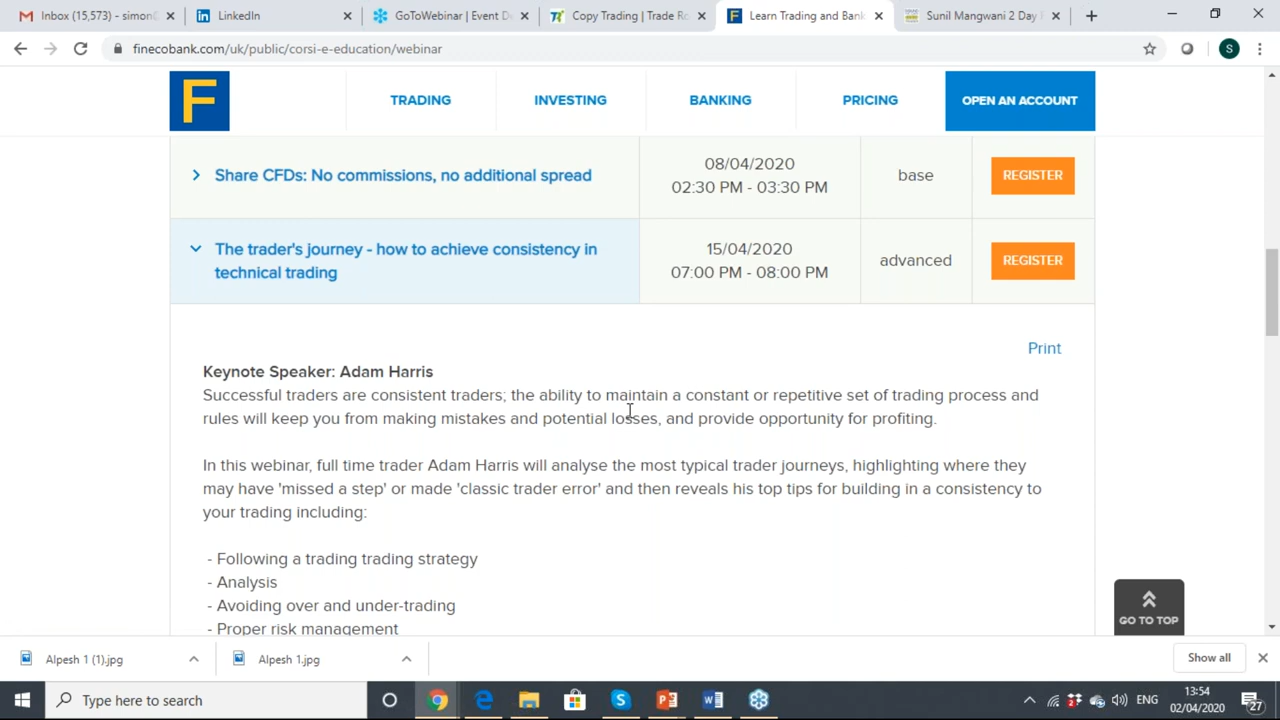 Inbox (15,573) - simon@
LinkedIn
GoToWebinar | Event De
Copy Trading | Trade Ro
Learn Trading and Bank
Sunil Mangwani 2 Day F
finecobank.com/uk/public/corsi-e-education/webinar
S
F
TRADING
INVESTING
BANKING
PRICING
OPEN AN ACCOUNT
Share CFDs: No commissions, no additional spread
08/04/2020
02:30 PM - 03:30 PM
base
REGISTER
The trader's journey - how to achieve consistency in
technical trading
15/04/2020
07:00 PM - 08:00 PM
advanced
REGISTER
Print
Keynote Speaker: Adam Harris
Successful traders are consistent traders; the ability to maintain a constant or repetitive set of trading process and
rules will keep you from making mistakes and potential losses, and provide opportunity for profiting.
In this webinar, full time trader Adam Harris will analyse the most typical trader journeys, highlighting where they
may have 'missed a step' or made 'classic trader error' and then reveals his top tips for building in a consistency to
your trading including:
- Following a trading trading strategy
- Analysis
- Avoiding over and under-trading
- Proper risk management
GO TO TOP
Alpesh 1 (1).jpg
Alpesh 1.jpg
Show all
Type here to search
ENG
13:54
02/04/2020
27